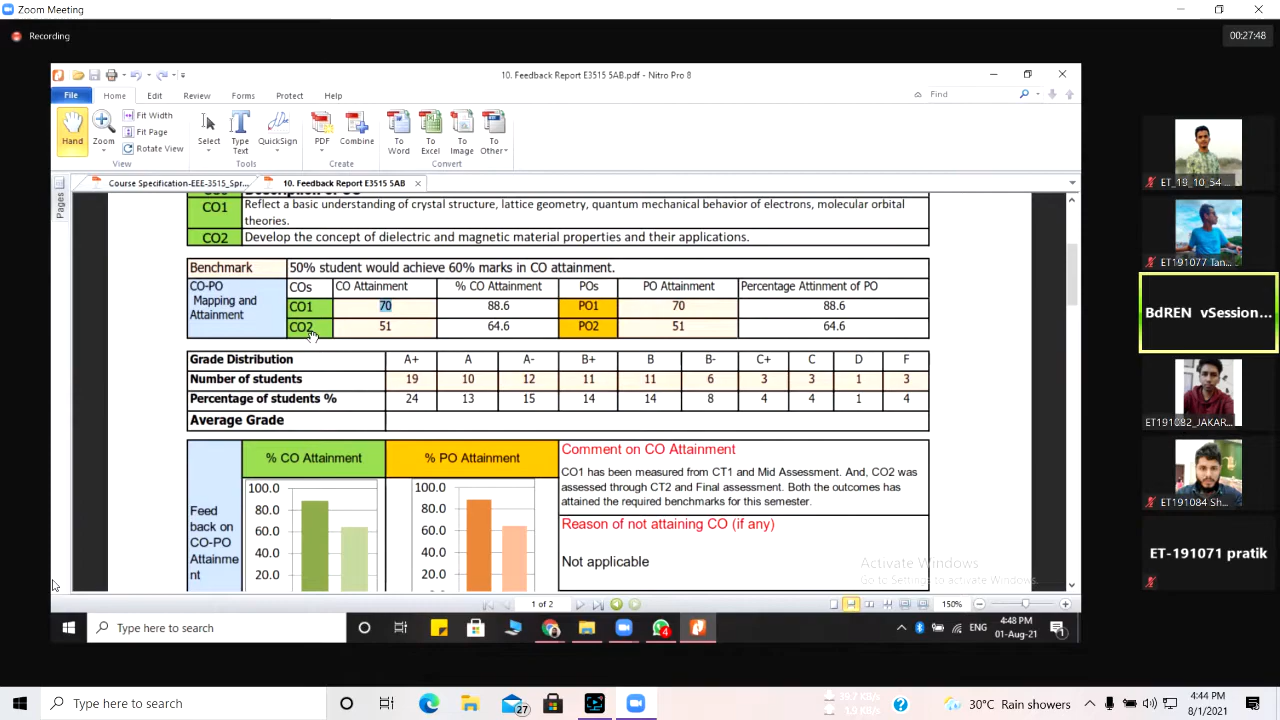 Zoom Meeting
Recording
00:27:48
10. Feedback Report E3515 5AB.pdf - Nitro Pro 8
File Home Edit Review Forms Protect Help
Find
Hand
Zoom
Fit Width
Fit Page
Rotate View
View
Select
Type Text
QuickSign
Tools
PDF
Combine
Create
To Word
To Excel
To Image
To Other
Convert
Course Specification-EEE-3515_Spr...
10. Feedback Report E3515 5AB
Pages
CO1 Reflect a basic understanding of crystal structure, lattice geometry, quantum mechanical behavior of electrons, molecular orbital
theories.
CO2 Develop the concept of dielectric and magnetic material properties and their applications.
Benchmark 50% student would achieve 60% marks in CO attainment.
CO-PO Mapping and Attainment
COs CO Attainment % CO Attainment POs PO Attainment Percentage Attinment of PO
CO1 70 88.6 PO1 70 88.6
CO2 51 64.6 PO2 51 64.6
Grade Distribution A+ A A- B+ B B- C+ C D F
Number of students 19 10 12 11 11 6 3 3 1 3
Percentage of students % 24 13 15 14 14 8 4 4 1 4
Average Grade
Feed
back on
CO-PO
Attainme
nt
% CO Attainment
100.0
80.0
60.0
40.0
20.0
% PO Attainment
100.0
80.0
60.0
40.0
20.0
Comment on CO Attainment
CO1 has been measured from CT1 and Mid Assessment. And, CO2 was
assessed through CT2 and Final assessment. Both the outcomes has
attained the required benchmarks for this semester.
Reason of not attaining CO (if any)
Not applicable
Activate Windows
Go to Settings to activate Windows.
1 of 2
150%
Type here to search
4
ENG
4:48 PM
01-Aug-21
1
ET_19_10_54_...
ET191077 Tan...
BdREN vSession...
ET191082_JAKAR...
ET191084 Sh...
ET-191071 pratik
Type here to search
27
30°C Rain showers
4:44 PM
8/1/2021